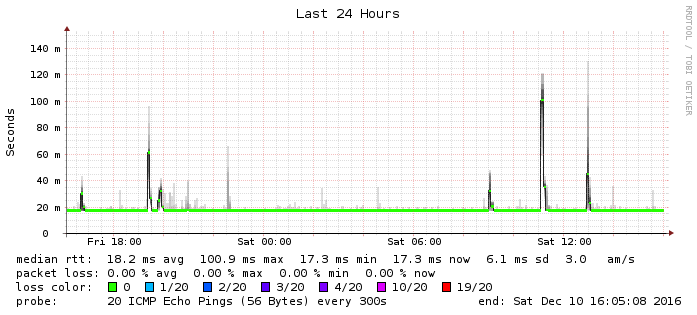 Last 24 Hours
RRDTOOL / TOBI OETIKER
Seconds
140 m
120 m
100 m
80 m
60 m
40 m
20 m
0
Fri 18:00 Sat 00:00 Sat 06:00 Sat 12:00
median rtt: 18.2 ms avg 100.9 ms max 17.3 ms min 17.3 ms now 6.1 ms sd 3.0 am/s
packet loss: 0.00 % avg 0.00 % max 0.00 % min 0.00 % now
loss color: 0 1/20 2/20 3/20 4/20 10/20 19/20
probe: 20 ICMP Echo Pings (56 Bytes) every 300s end: Sat Dec 10 16:05:08 2016